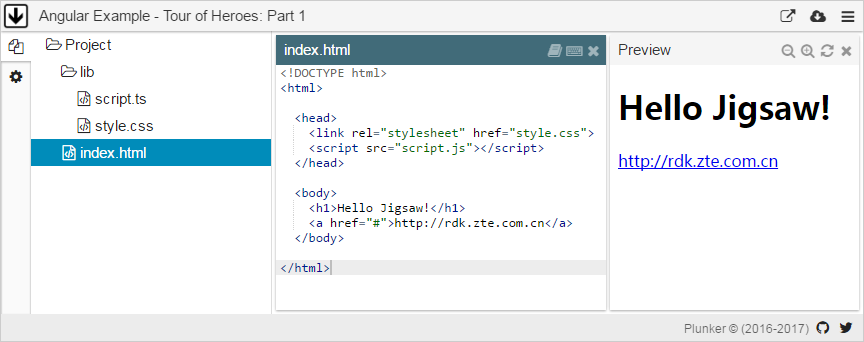 Angular Example - Tour of Heroes: Part 1
Project
lib
script.ts
style.css
index.html
index.html
<!DOCTYPE html>
<html>
<head>
<link rel="stylesheet" href="style.css">
<script src="script.js"></script>
</head>
<body>
<h1>Hello Jigsaw!</h1>
<a href="#">http://rdk.zte.com.cn</a>
</body>
</html>
Preview
Hello Jigsaw!
http://rdk.zte.com.cn
Plunker © (2016-2017)